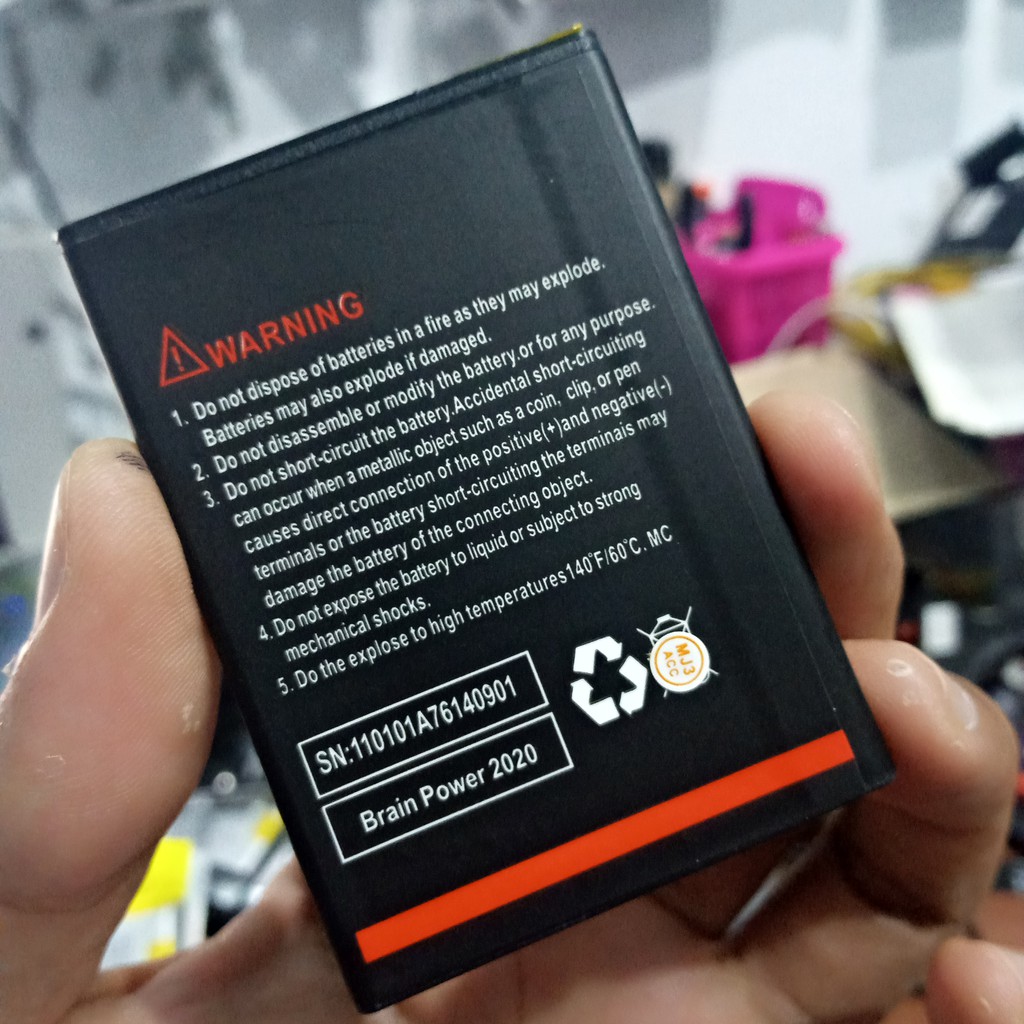 WARNING
1. Do not dispose of batteries in a fire as they may explode.
Batteries may also explode if damaged.
2. Do not disassemble or modify the battery.or for any purpose.
3. Do not short-circuit the battery.Accidental short-circuiting
can occur when a metallic object such as a coin, clip, or pen
causes direct connection of the positive(+)and negative(-)
terminals or the battery short-circuiting the terminais may
damage the battery of the connecting object.
4. Do not expose the battery to liquid or subject to strong
mechanical shocks.
5. Do the explose to high temperatures140°F/60°C. MC
MJ3
ACC
SN:110101A76140901
Brain Power 2020